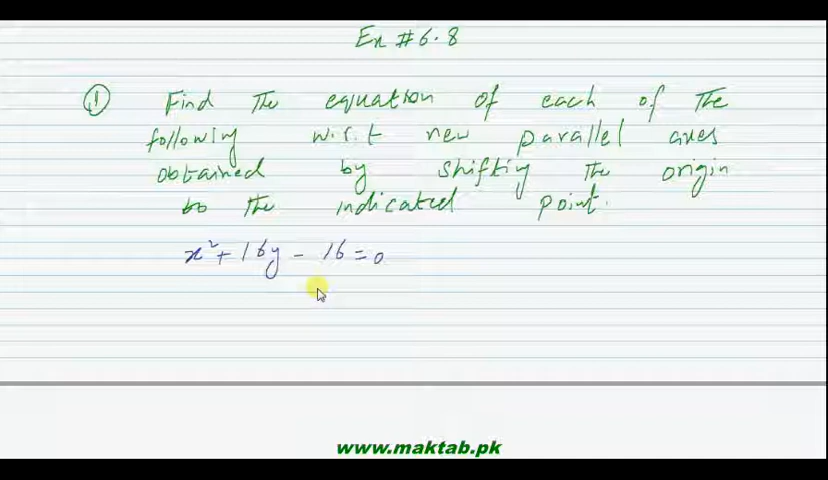 Ex #6.8
① Find the equation of each of the
following w.r.t new parallel axes
obtained by shifting the origin
to the indicated point.
x² + 16y - 16 = 0
www.maktab.pk